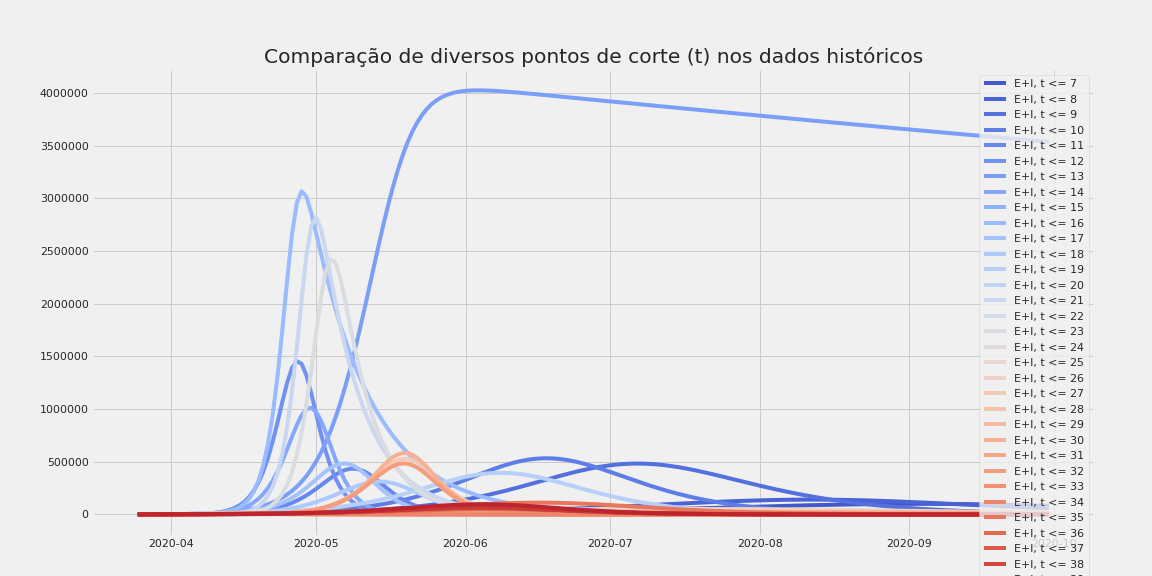 Comparação de diversos pontos de corte (t) nos dados históricos
4000000
3500000
3000000
2500000
2000000
1500000
1000000
500000
0
2020-04
2020-05
2020-06
2020-07
2020-08
2020-09
2020-10
E+I, t <= 7
E+I, t <= 8
E+I, t <= 9
E+I, t <= 10
E+I, t <= 11
E+I, t <= 12
E+I, t <= 13
E+I, t <= 14
E+I, t <= 15
E+I, t <= 16
E+I, t <= 17
E+I, t <= 18
E+I, t <= 19
E+I, t <= 20
E+I, t <= 21
E+I, t <= 22
E+I, t <= 23
E+I, t <= 24
E+I, t <= 25
E+I, t <= 26
E+I, t <= 27
E+I, t <= 28
E+I, t <= 29
E+I, t <= 30
E+I, t <= 31
E+I, t <= 32
E+I, t <= 33
E+I, t <= 34
E+I, t <= 35
E+I, t <= 36
E+I, t <= 37
E+I, t <= 38